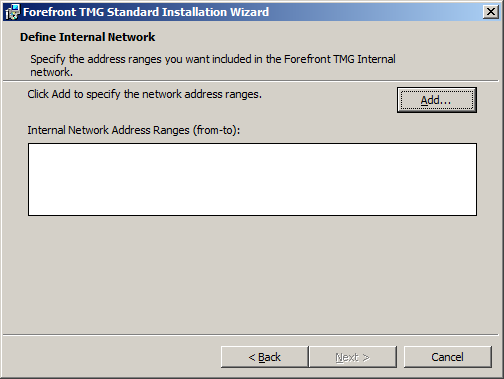 Forefront TMG Standard Installation Wizard
Define Internal Network
Specify the address ranges you want included in the Forefront TMG Internal
network.
Click Add to specify the network address ranges.
Add...
Internal Network Address Ranges (from-to):
< Back
Next >
Cancel